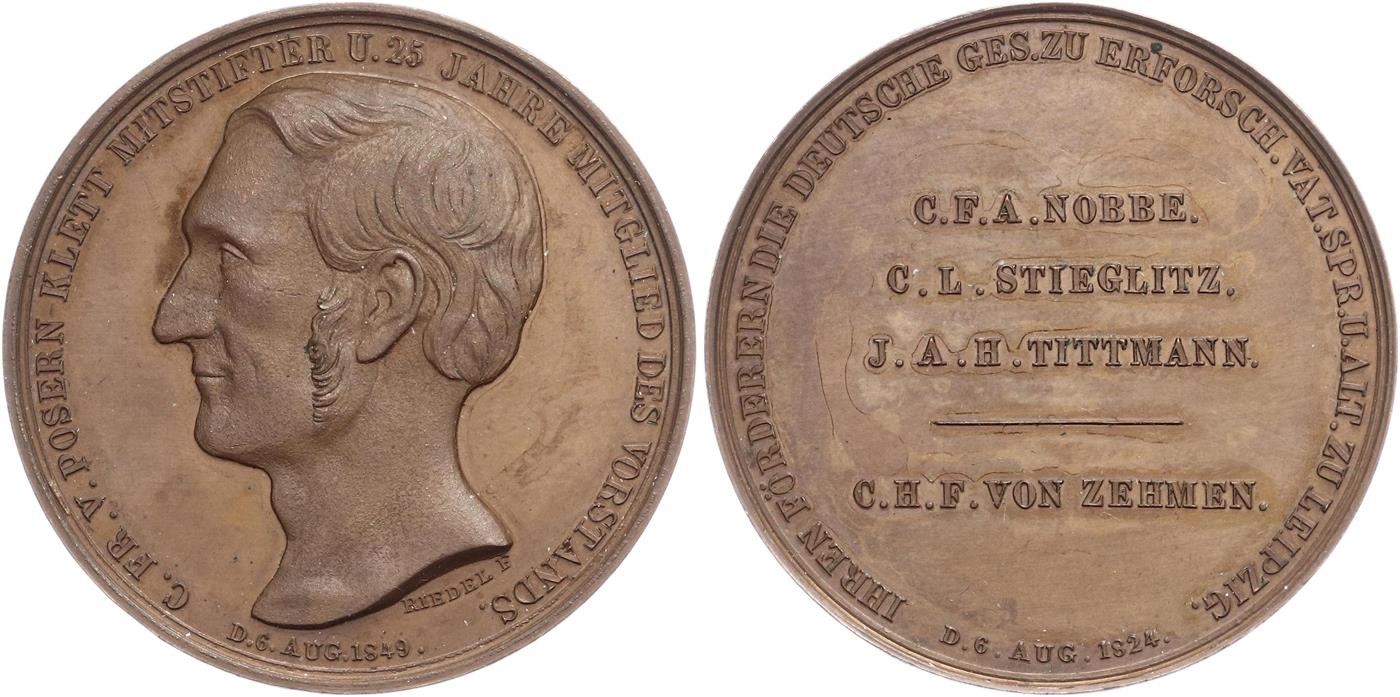 C. FR. V. POSERN-KLETT MITSTIFTER U. 25 JAHRE MITGLIED DES VORSTANDS.
RIEDEL F
D. 6. AUG. 1849.
IHREN FÖRDERERN DIE DEUTSCHE GES. ZU ERFORSCH. VAT. SPR. U. ALT. ZU LEIPZIG.
C. F. A. NOBBE.
C. L. STIEGLITZ.
J. A. H. TITTMANN.
C. H. F. VON ZEHMEN.
D. 6. AUG. 1824.